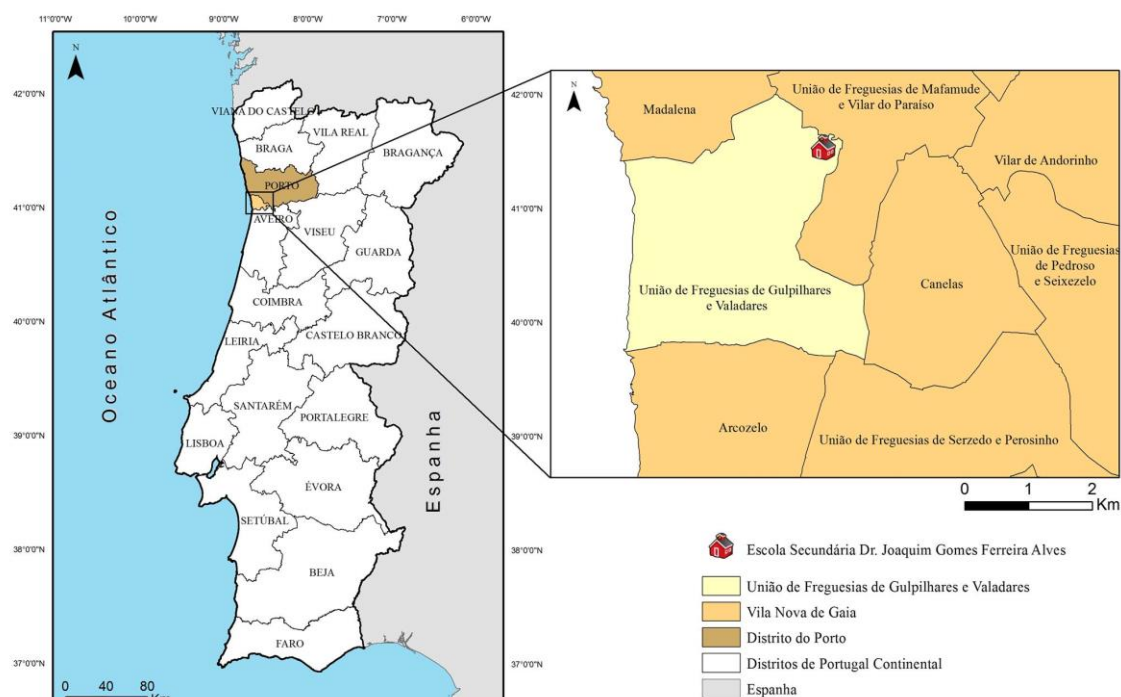 11°0'0"W
10°0'0"W
9°0'0"W
8°0'0"W
7°0'0"W
6°0'0"W
N
42°0'0"N
41°0'0"N
40°0'0"N
39°0'0"N
38°0'0"N
37°0'0"N
Oceano Atlântico
Espanha
VIANA DO CASTELO
BRAGA
VILA REAL
BRAGANÇA
PORTO
AVEIRO
VISEU
GUARDA
COIMBRA
CASTELO BRANCO
LEIRIA
SANTARÉM
PORTALEGRE
LISBOA
ÉVORA
SETÚBAL
BEJA
FARO
0 40 80
Km
42°0'0"N
41°0'0"N
40°0'0"N
39°0'0"N
38°0'0"N
37°0'0"N
N
Madalena
União de Freguesias de Mafamude
e Vilar do Paraíso
Vilar de Andorinho
União de Freguesias
de Pedroso
e Seixezelo
União de Freguesias de Gulpilhares
e Valadares
Canelas
Arcozelo
União de Freguesias de Serzedo e Perosinho
0 1 2
Km
Escola Secundária Dr. Joaquim Gomes Ferreira Alves
União de Freguesias de Gulpilhares e Valadares
Vila Nova de Gaia
Distrito do Porto
Distritos de Portugal Continental
Espanha